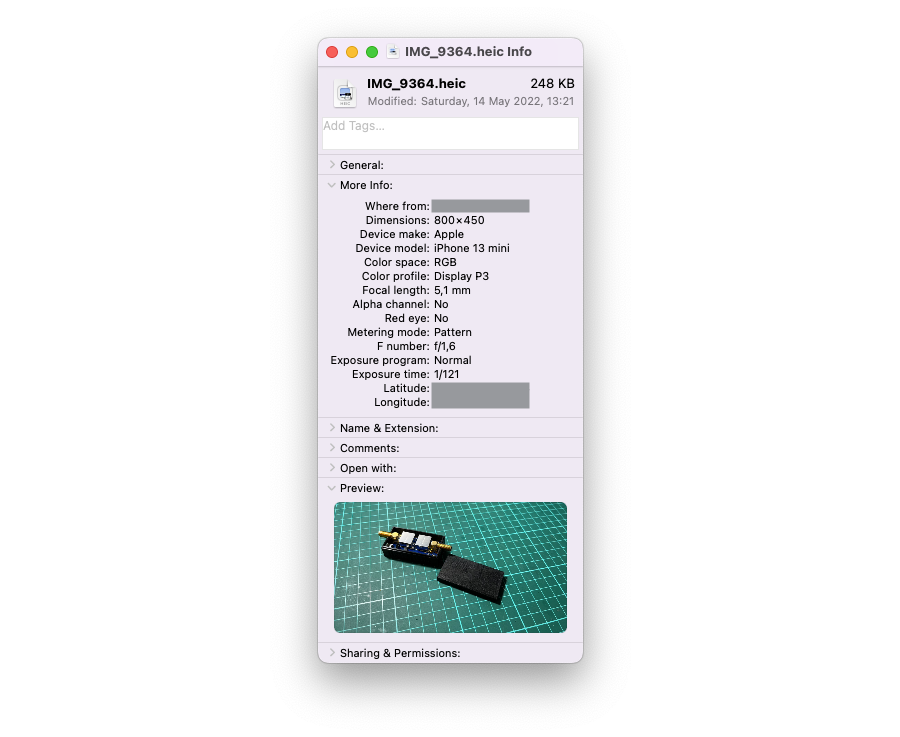 IMG_9364.heic Info
IMG_9364.heic 248 KB
Modified: Saturday, 14 May 2022, 13:21
Add Tags...
General:
More Info:
Where from:
Dimensions: 800×450
Device make: Apple
Device model: iPhone 13 mini
Color space: RGB
Color profile: Display P3
Focal length: 5,1 mm
Alpha channel: No
Red eye: No
Metering mode: Pattern
F number: f/1,6
Exposure program: Normal
Exposure time: 1/121
Latitude:
Longitude:
Name & Extension:
Comments:
Open with:
Preview:
Sharing & Permissions: